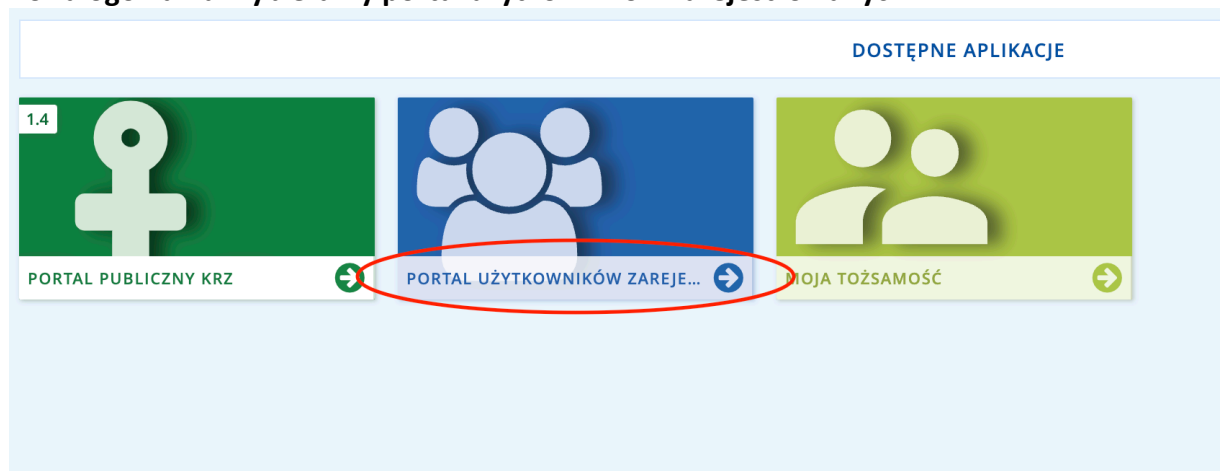 DOSTĘPNE APLIKACJE
1.4
PORTAL PUBLICZNY KRZ
PORTAL UŻYTKOWNIKÓW ZAREJE...
MOJA TOŻSAMOŚĆ